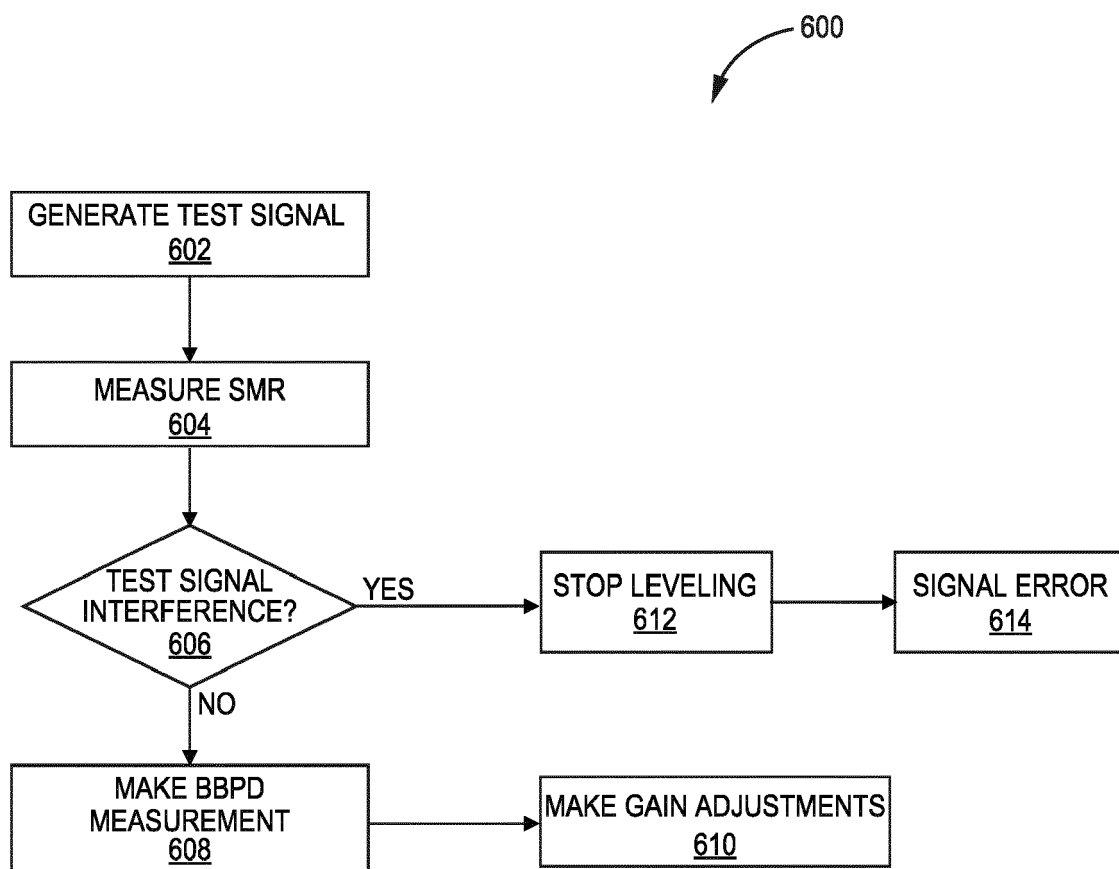 600
GENERATE TEST SIGNAL
602
MEASURE SMR
604
TEST SIGNAL
INTERFERENCE?
606
YES
STOP LEVELING
612
SIGNAL ERROR
614
NO
MAKE BBPD
MEASUREMENT
608
MAKE GAIN ADJUSTMENTS
610